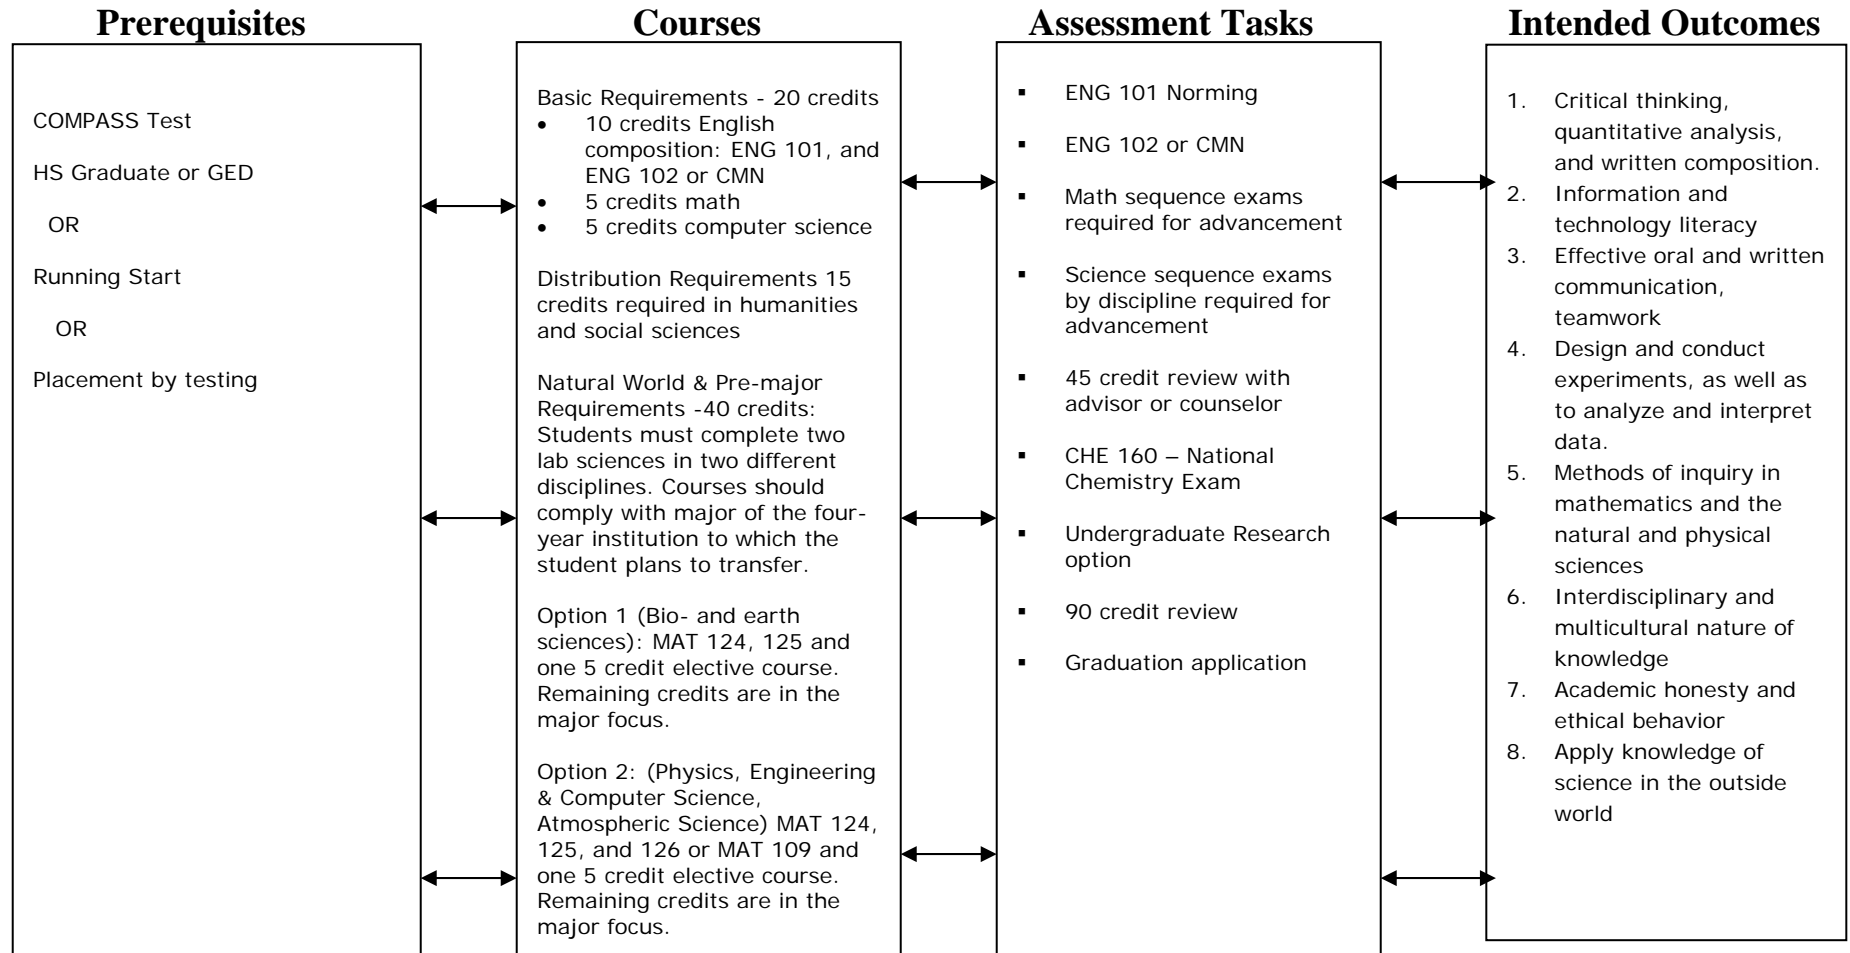 Prerequisites
COMPASS Test
HS Graduate or GED
OR
Running Start
OR
Placement by testing
Courses
Basic Requirements - 20 credits
• 10 credits English
composition: ENG 101, and
ENG 102 or CMN
• 5 credits math
• 5 credits computer science
Distribution Requirements 15
credits required in humanities
and social sciences
Natural World & Pre-major
Requirements -40 credits:
Students must complete two
lab sciences in two different
disciplines. Courses should
comply with major of the four-
year institution to which the
student plans to transfer.
Option 1 (Bio- and earth
sciences): MAT 124, 125 and
one 5 credit elective course.
Remaining credits are in the
major focus.
Option 2: (Physics, Engineering
& Computer Science,
Atmospheric Science) MAT 124,
125, and 126 or MAT 109 and
one 5 credit elective course.
Remaining credits are in the
major focus.
Assessment Tasks
▪ ENG 101 Norming
▪ ENG 102 or CMN
▪ Math sequence exams
required for advancement
▪ Science sequence exams
by discipline required for
advancement
▪ 45 credit review with
advisor or counselor
▪ CHE 160 – National
Chemistry Exam
▪ Undergraduate Research
option
▪ 90 credit review
▪ Graduation application
Intended Outcomes
1. Critical thinking,
quantitative analysis,
and written composition.
2. Information and
technology literacy
3. Effective oral and written
communication,
teamwork
4. Design and conduct
experiments, as well as
to analyze and interpret
data.
5. Methods of inquiry in
mathematics and the
natural and physical
sciences
6. Interdisciplinary and
multicultural nature of
knowledge
7. Academic honesty and
ethical behavior
8. Apply knowledge of
science in the outside
world